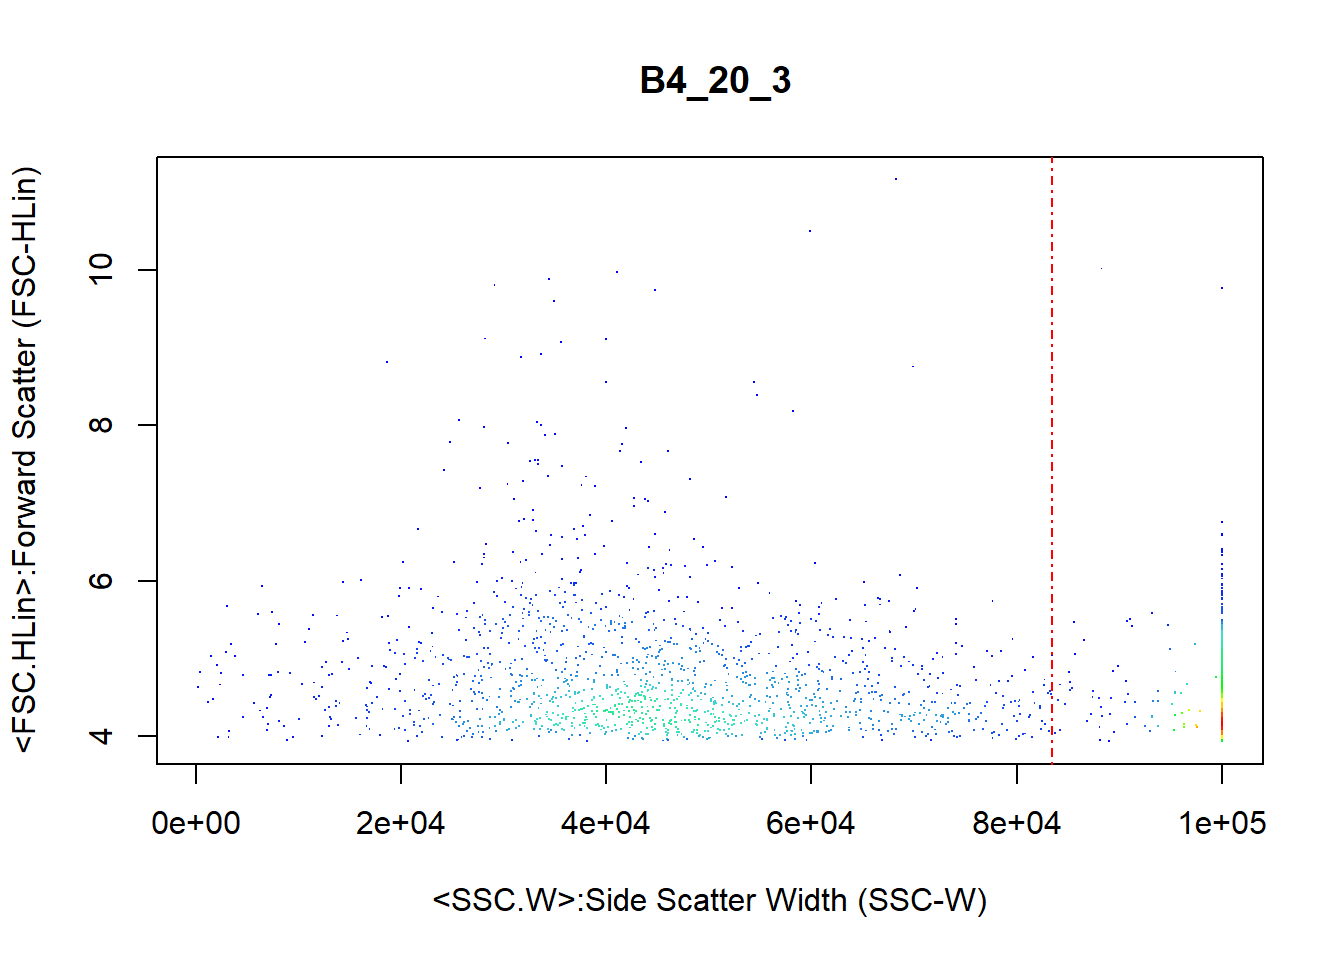 B4_20_3
<FSC.HLin>:Forward Scatter (FSC-HLin)
10
8
6
4
0e+00 2e+04 4e+04 6e+04 8e+04 1e+05
<SSC.W>:Side Scatter Width (SSC-W)